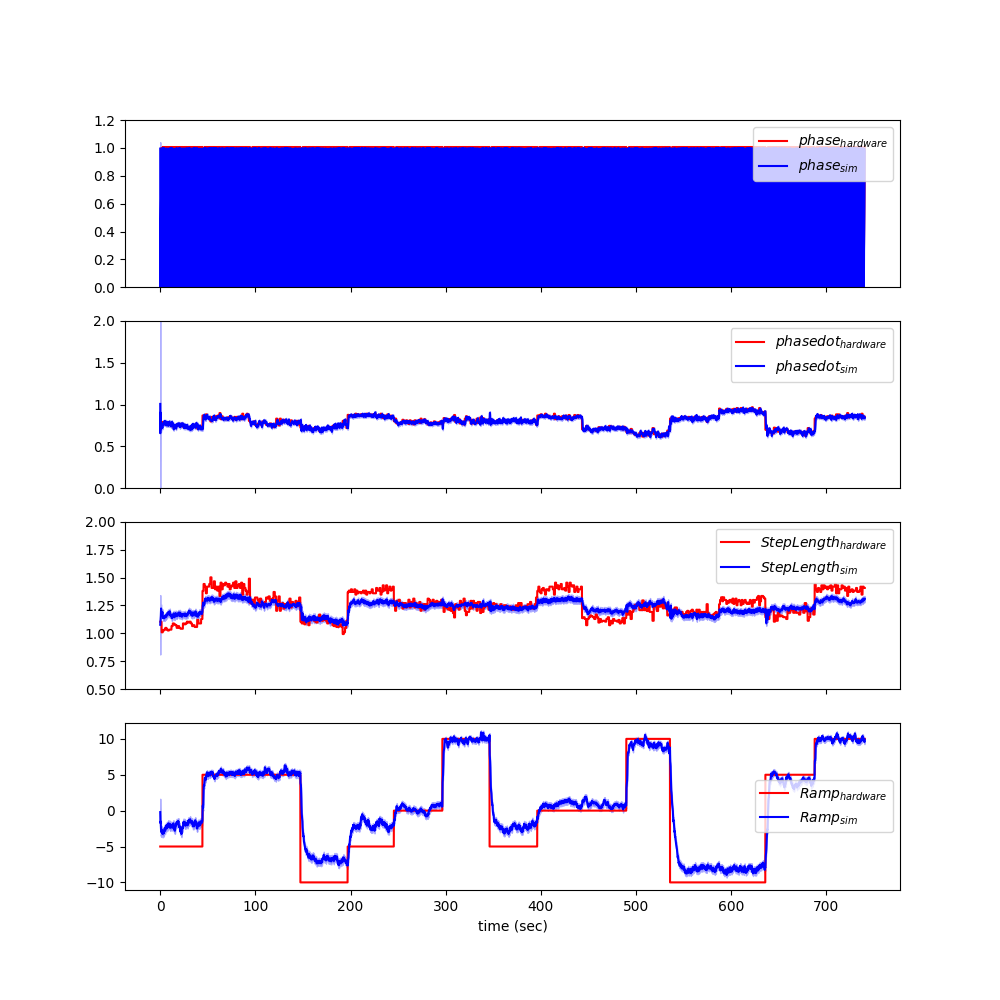 1.2
1.0
0.8
0.6
0.4
0.2
0.0
phase_hardware
phase_sim
2.0
1.5
1.0
0.5
0.0
phasedot_hardware
phasedot_sim
2.00
1.75
1.50
1.25
1.00
0.75
0.50
StepLength_hardware
StepLength_sim
10
5
0
−5
−10
Ramp_hardware
Ramp_sim
0 100 200 300 400 500 600 700
time (sec)